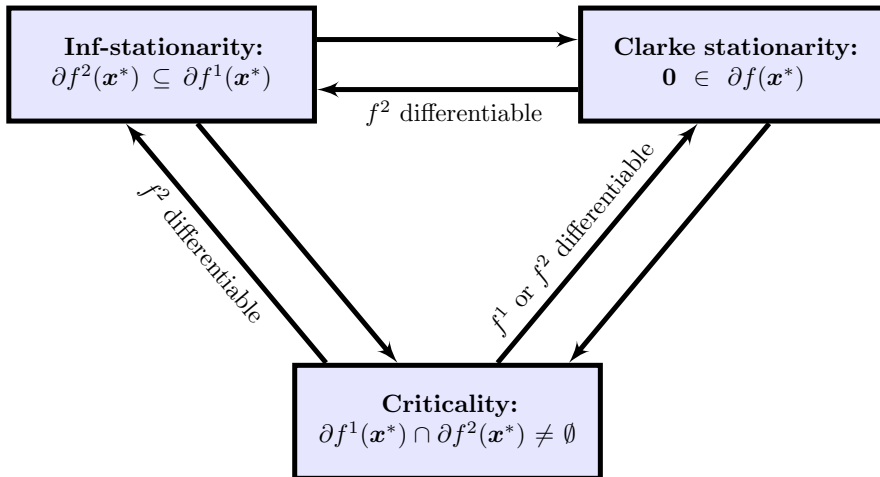 Inf-stationarity:
∂f²(𝒙*) ⊆ ∂f¹(𝒙*)
Clarke stationarity:
𝟎 ∈ ∂f(𝒙*)
f² differentiable
f² differentiable
f¹ or f² differentiable
Criticality:
∂f¹(𝒙*) ∩ ∂f²(𝒙*) ≠ ∅